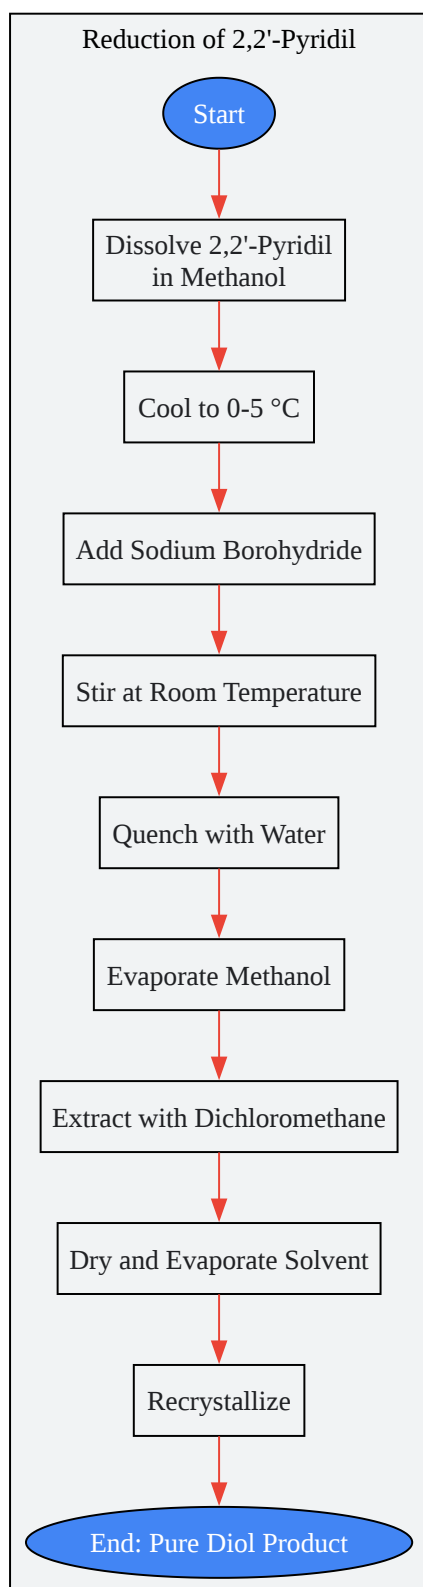 Reduction of 2,2'-Pyridil
Start
Dissolve 2,2'-Pyridil
in Methanol
Cool to 0-5 °C
Add Sodium Borohydride
Stir at Room Temperature
Quench with Water
Evaporate Methanol
Extract with Dichloromethane
Dry and Evaporate Solvent
Recrystallize
End: Pure Diol Product